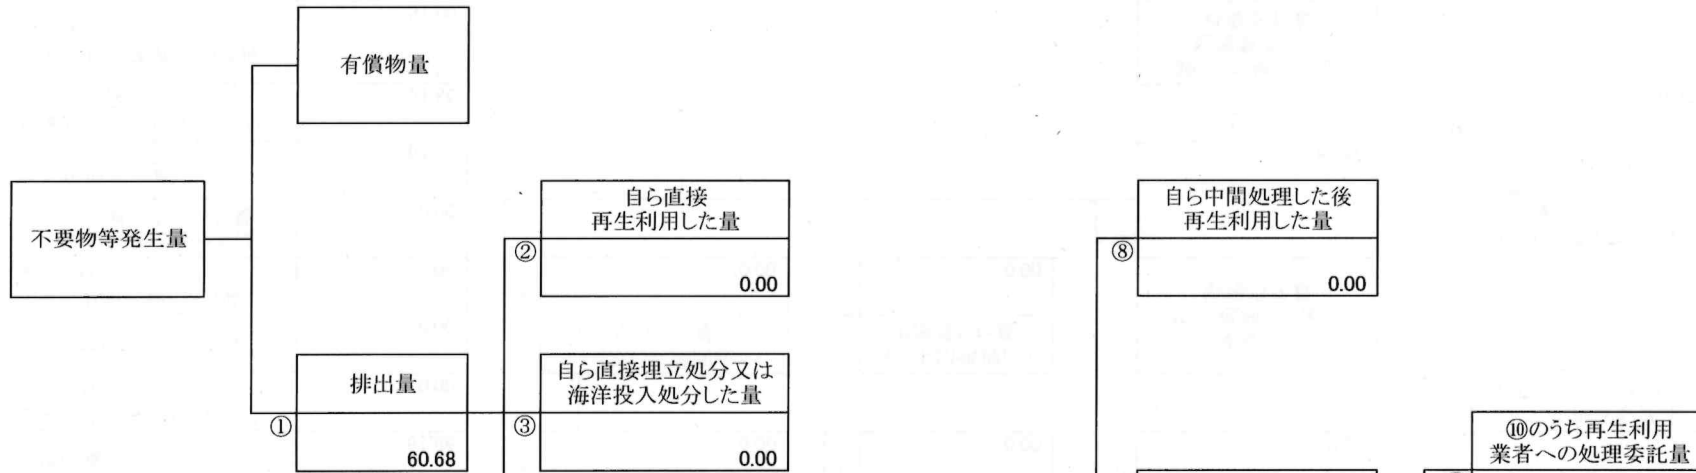 有償物量
不要物等発生量
自ら直接
再生利用した量
②
0.00
自ら中間処理した後
再生利用した量
⑧
0.00
排出量
①
60.68
自ら直接埋立処分又は
海洋投入処分した量
③
0.00
⑩のうち再生利用
業者への処理委託量